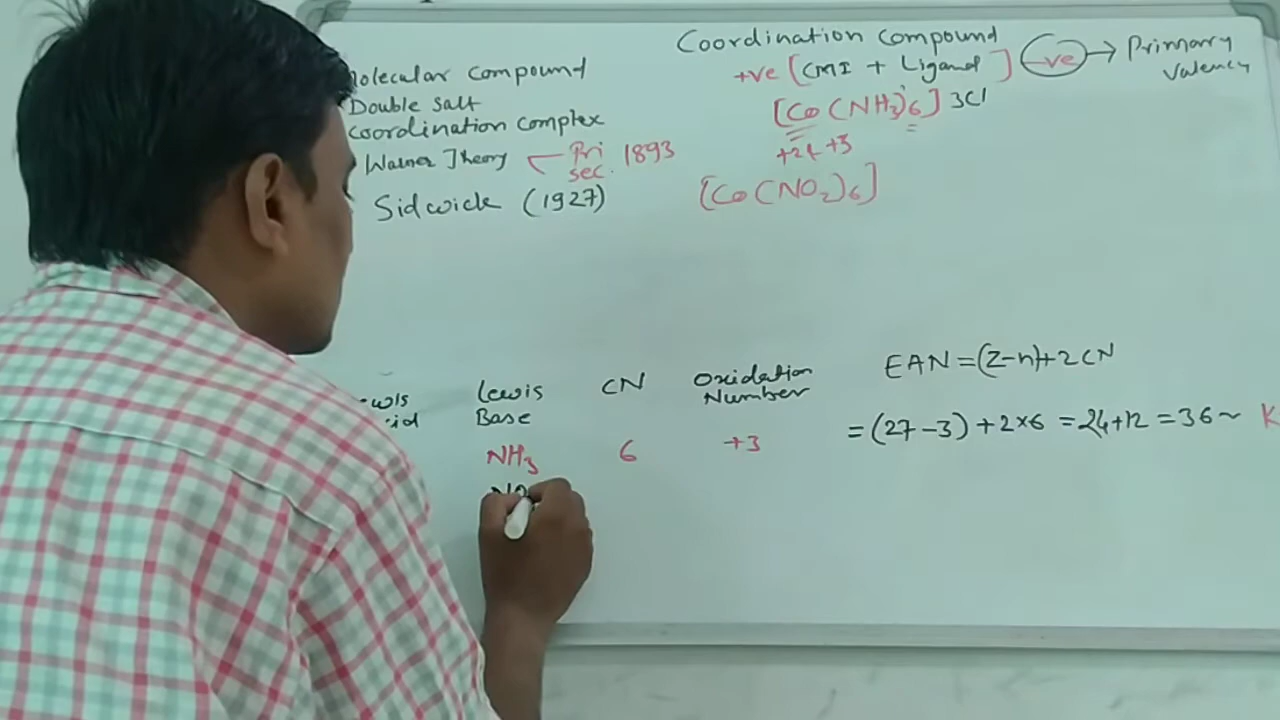 Coordination Compound
+ve [CMI + Ligand] -ve → Primary Valency
[Co(NH3)6] 3Cl
+24 +3
[Co(NO2)6]
Molecular Compound
Double salt
Coordination Complex
Warner Theory Pri sec. 1893
Sidwick (1927)
EAN = (Z-n)+2CN
= (27-3)+2×6 = 24+12 = 36 ~ K
Lewis Base CN Oxidation Number
NH3 6 +3